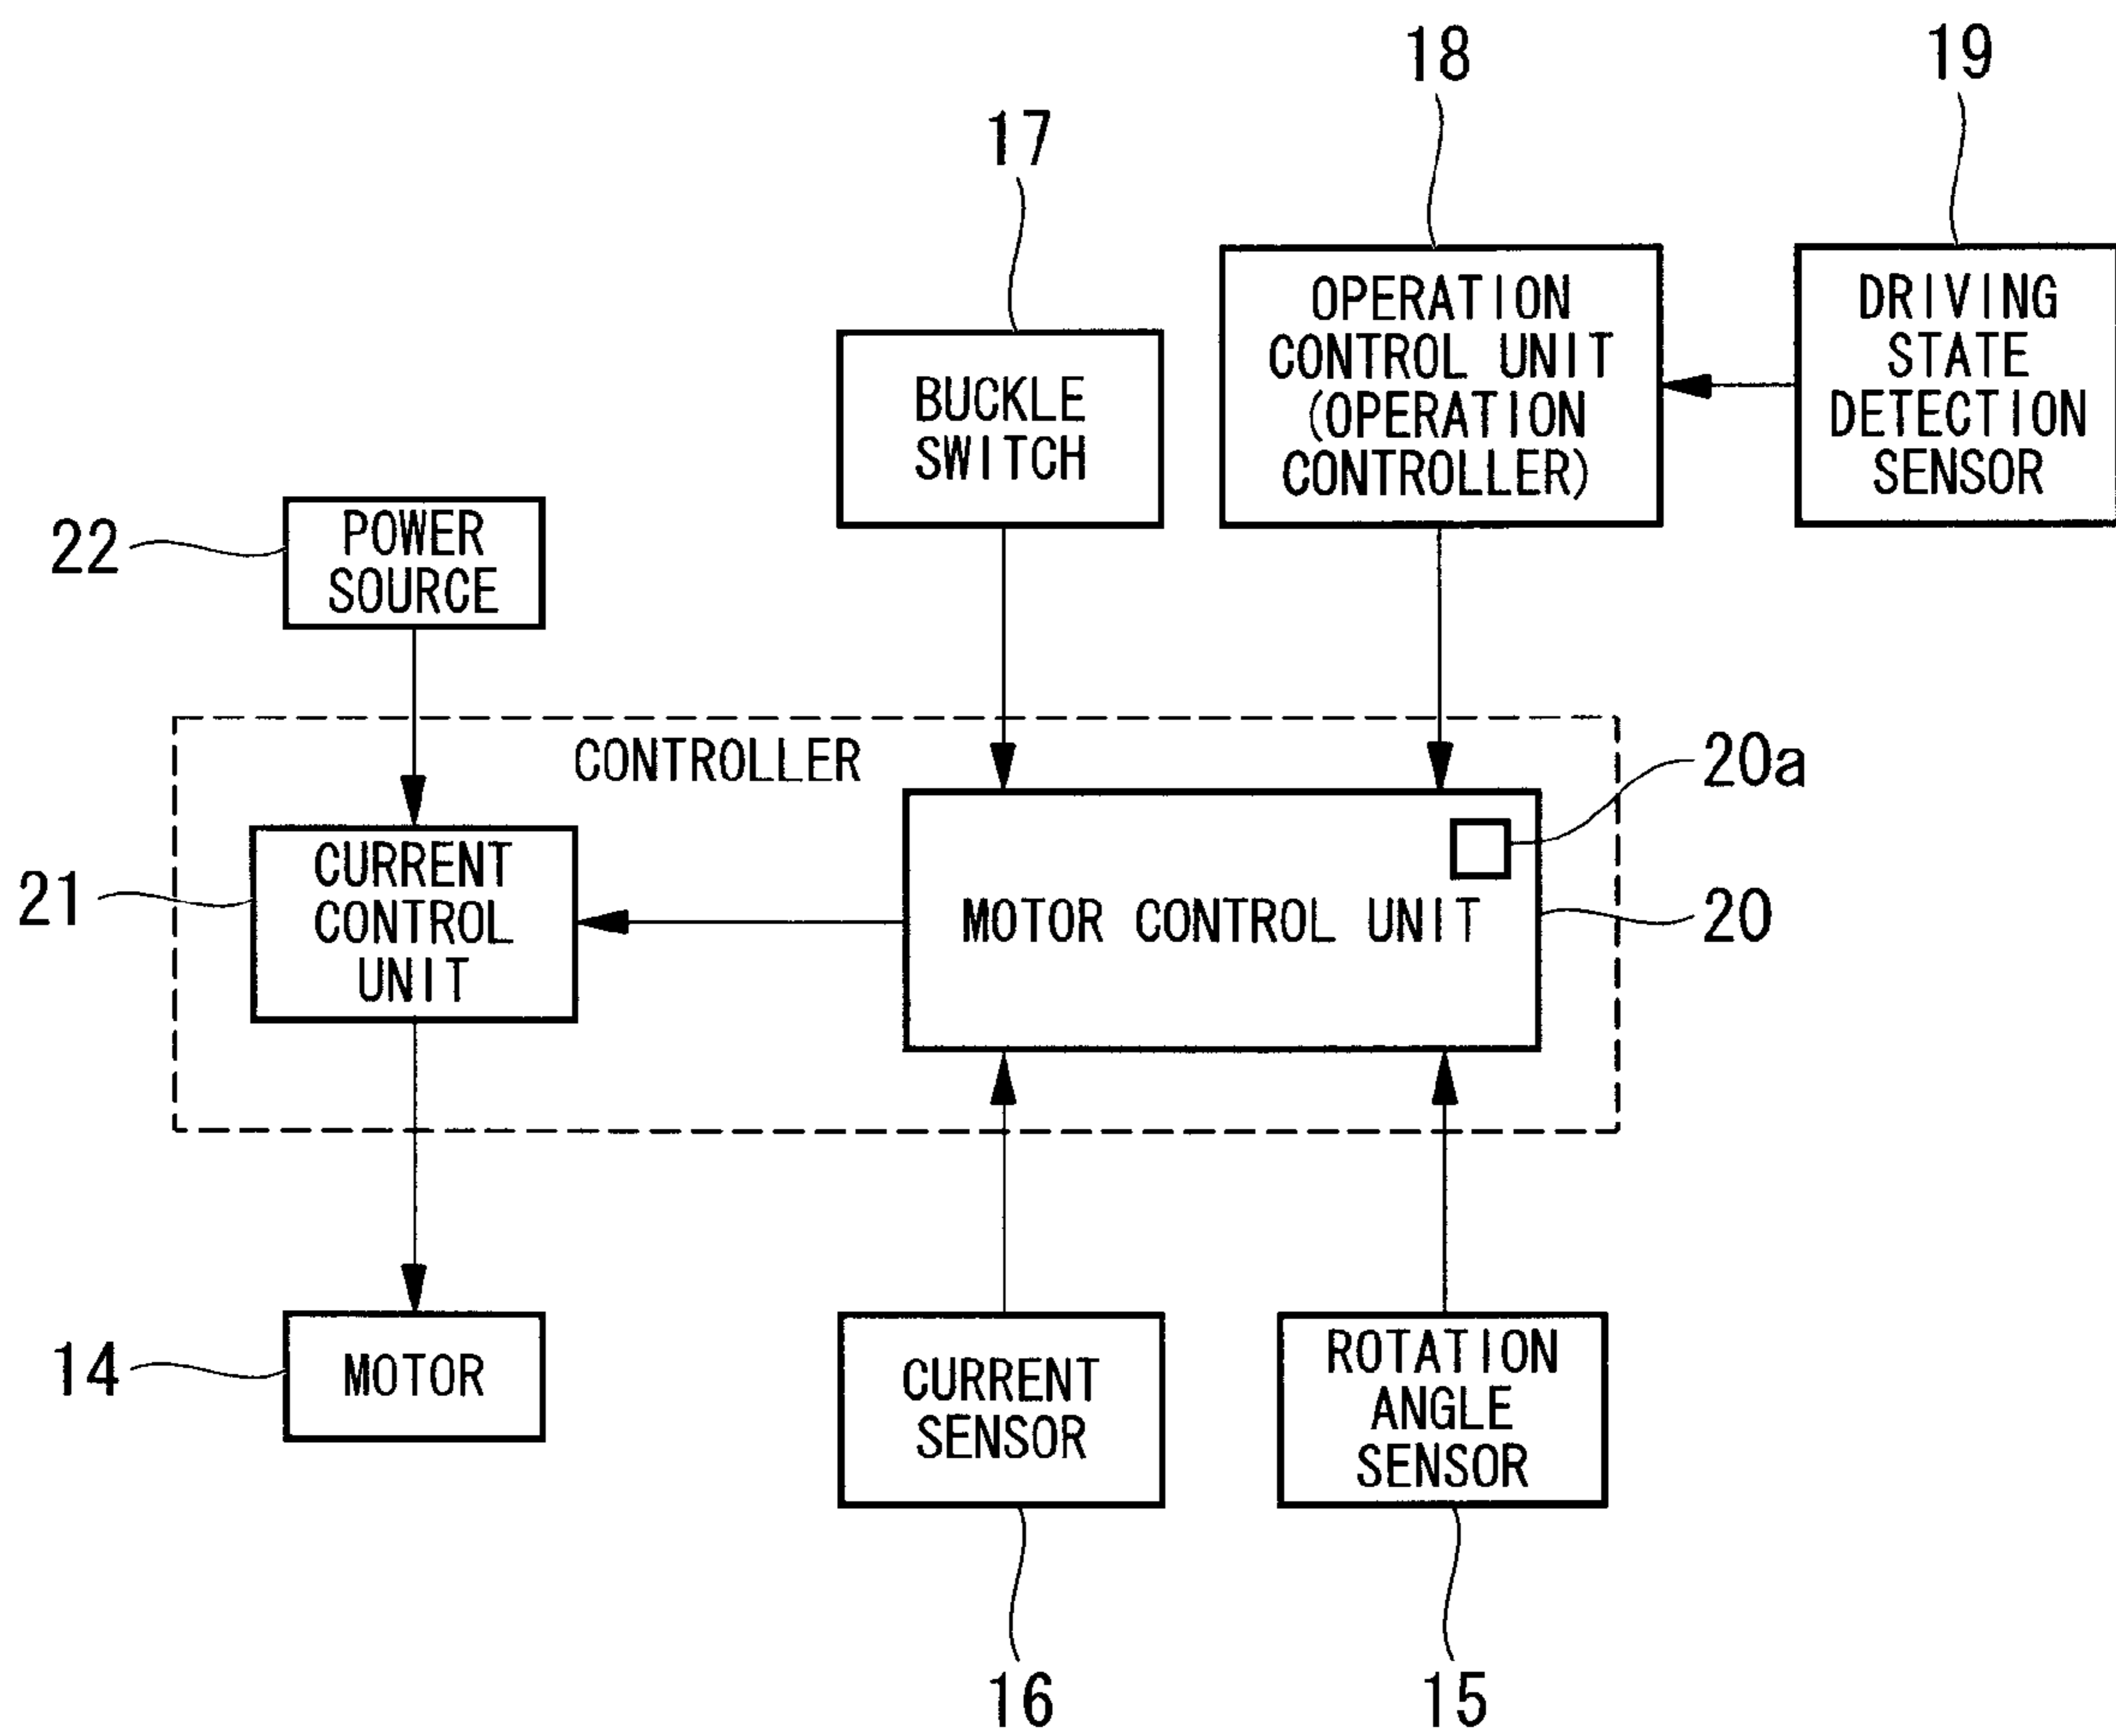 18
19
17
OPERATION
CONTROL UNIT
(OPERATION
CONTROLLER)
DRIVING
STATE
DETECTION
SENSOR
BUCKLE
SWITCH
22
POWER
SOURCE
CONTROLLER
20a
21
CURRENT
CONTROL
UNIT
MOTOR CONTROL UNIT
20
14
MOTOR
CURRENT
SENSOR
ROTATION
ANGLE
SENSOR
16
15